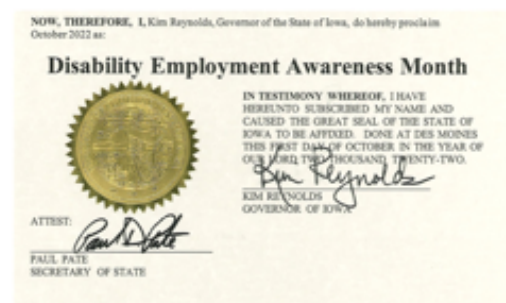 NOW, THEREFORE, I, Kim Reynolds, Governor of the State of Iowa, do hereby proclaim
October 2022 as:
Disability Employment Awareness Month
IN TESTIMONY WHEREOF, I HAVE
HEREUNTO SUBSCRIBED MY NAME AND
CAUSED THE GREAT SEAL OF THE STATE OF
IOWA TO BE AFFIXED. DONE AT DES MOINES
THIS FIRST DAY OF OCTOBER IN THE YEAR OF
OUR LORD TWO THOUSAND TWENTY-TWO.
Kim Reynolds
KIM REYNOLDS
GOVERNOR OF IOWA
ATTEST:
Paul D Pate
PAUL PATE
SECRETARY OF STATE